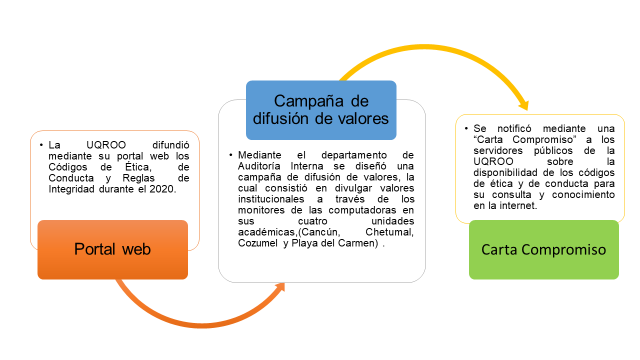 • La UQROO difundió
mediante su portal web los
Códigos de Ética, de
Conducta y Reglas de
Integridad durante el 2020.
Portal web
Campaña de
difusión de valores
• Mediante el departamento de
Auditoría Interna se diseñó una
campaña de difusión de valores, la
cual consistió en divulgar valores
institucionales a través de los
monitores de las computadoras en
sus cuatro unidades
académicas,(Cancún, Chetumal,
Cozumel y Playa del Carmen) .
• Se notificó mediante una
“Carta Compromiso” a los
servidores públicos de la
UQROO sobre la
disponibilidad de los códigos
de ética y de conducta para
su consulta y conocimiento
en la internet.
Carta Compromiso